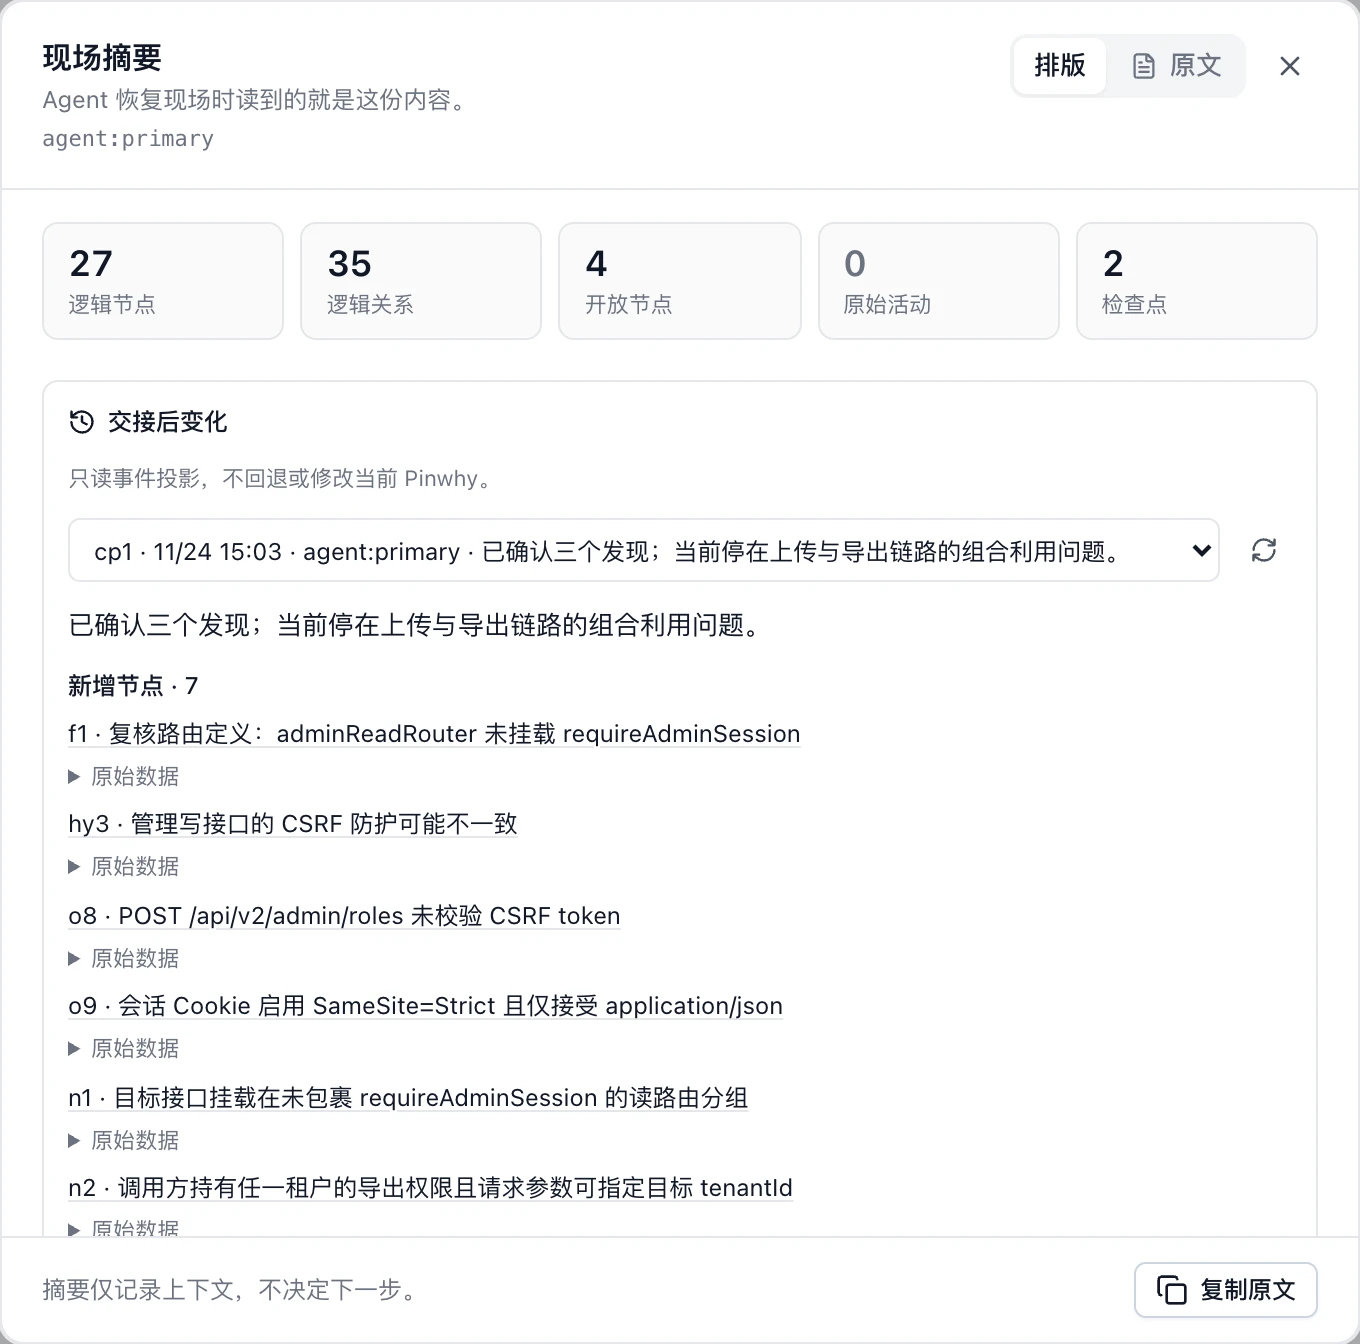 现场摘要
排版
原文
Agent 恢复现场时读到的就是这份内容。
agent:primary
27
逻辑节点
35
逻辑关系
4
开放节点
0
原始活动
2
检查点
交接后变化
只读事件投影，不回退或修改当前 Pinwhy。
cp1 · 11/24 15:03 · agent:primary · 已确认三个发现；当前停在上传与导出链路的组合利用问题。
已确认三个发现；当前停在上传与导出链路的组合利用问题。
新增节点 · 7
f1 · 复核路由定义：adminReadRouter 未挂载 requireAdminSession
▶ 原始数据
hy3 · 管理写接口的 CSRF 防护可能不一致
▶ 原始数据
o8 · POST /api/v2/admin/roles 未校验 CSRF token
▶ 原始数据
o9 · 会话 Cookie 启用 SameSite=Strict 且仅接受 application/json
▶ 原始数据
n1 · 目标接口挂载在未包裹 requireAdminSession 的读路由分组
▶ 原始数据
n2 · 调用方持有任一租户的导出权限且请求参数可指定目标 tenantId
▶ 原始数据
摘要仅记录上下文，不决定下一步。
复制原文